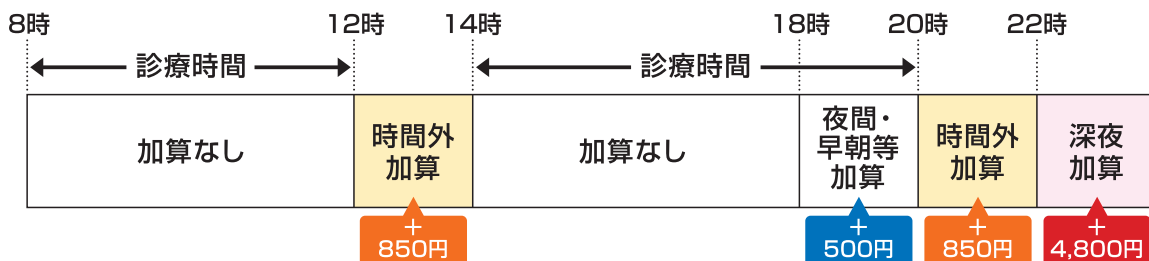 8時 12時 14時 18時 20時 22時
診療時間 診療時間
加算なし
時間外
加算
加算なし
夜間・
早朝等
加算
時間外
加算
深夜
加算
+
850円
+
500円
+
850円
+
4,800円